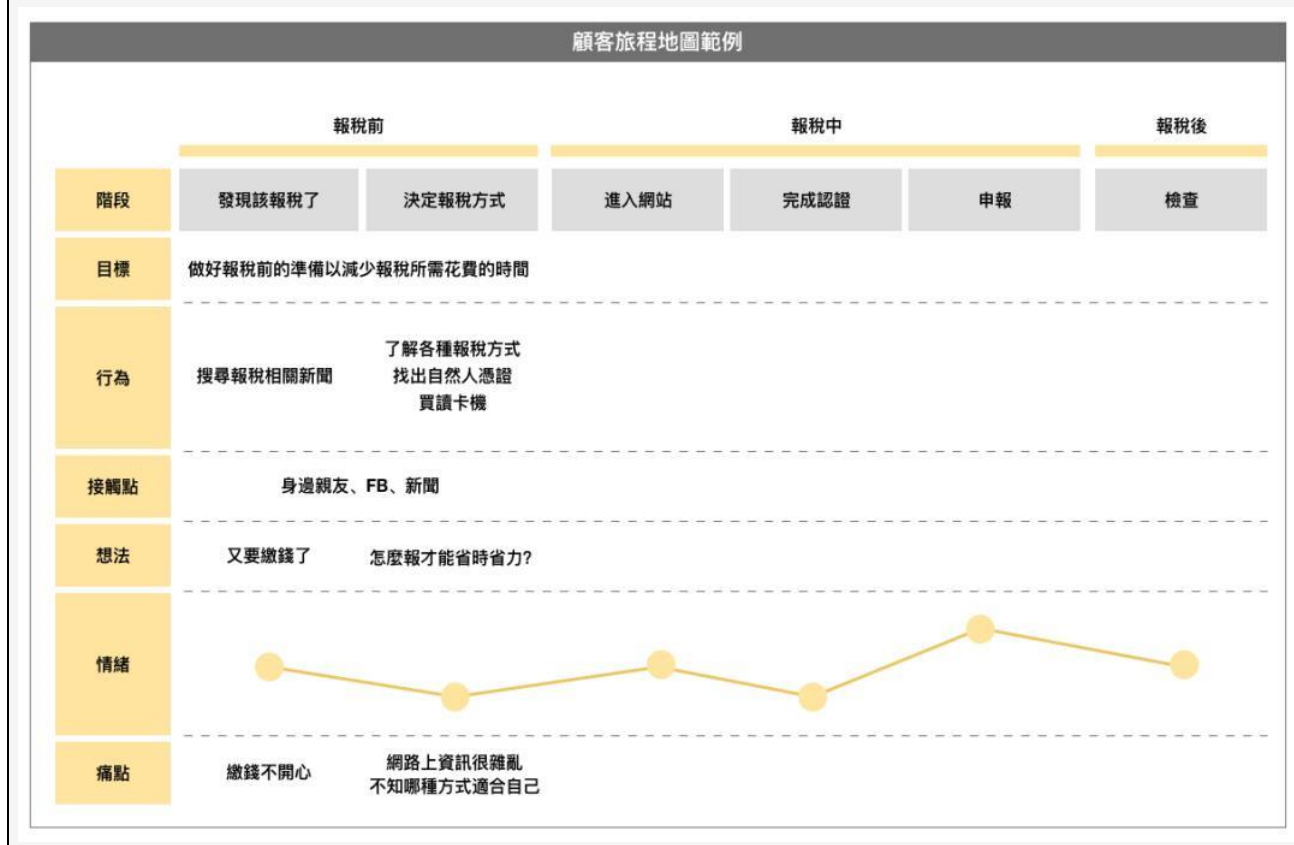 顧客旅程地圖範例
報稅前
報稅中
報稅後
階段
發現該報稅了
決定報稅方式
進入網站
完成認證
申報
檢查
目標
做好報稅前的準備以減少報稅所需花費的時間
行為
搜尋報稅相關新聞
了解各種報稅方式
找出自然人憑證
買讀卡機
接觸點
身邊親友、FB、新聞
想法
又要繳錢了
怎麼報才能省時省力?
情緒
痛點
繳錢不開心
網路上資訊很雜亂
不知哪種方式適合自己